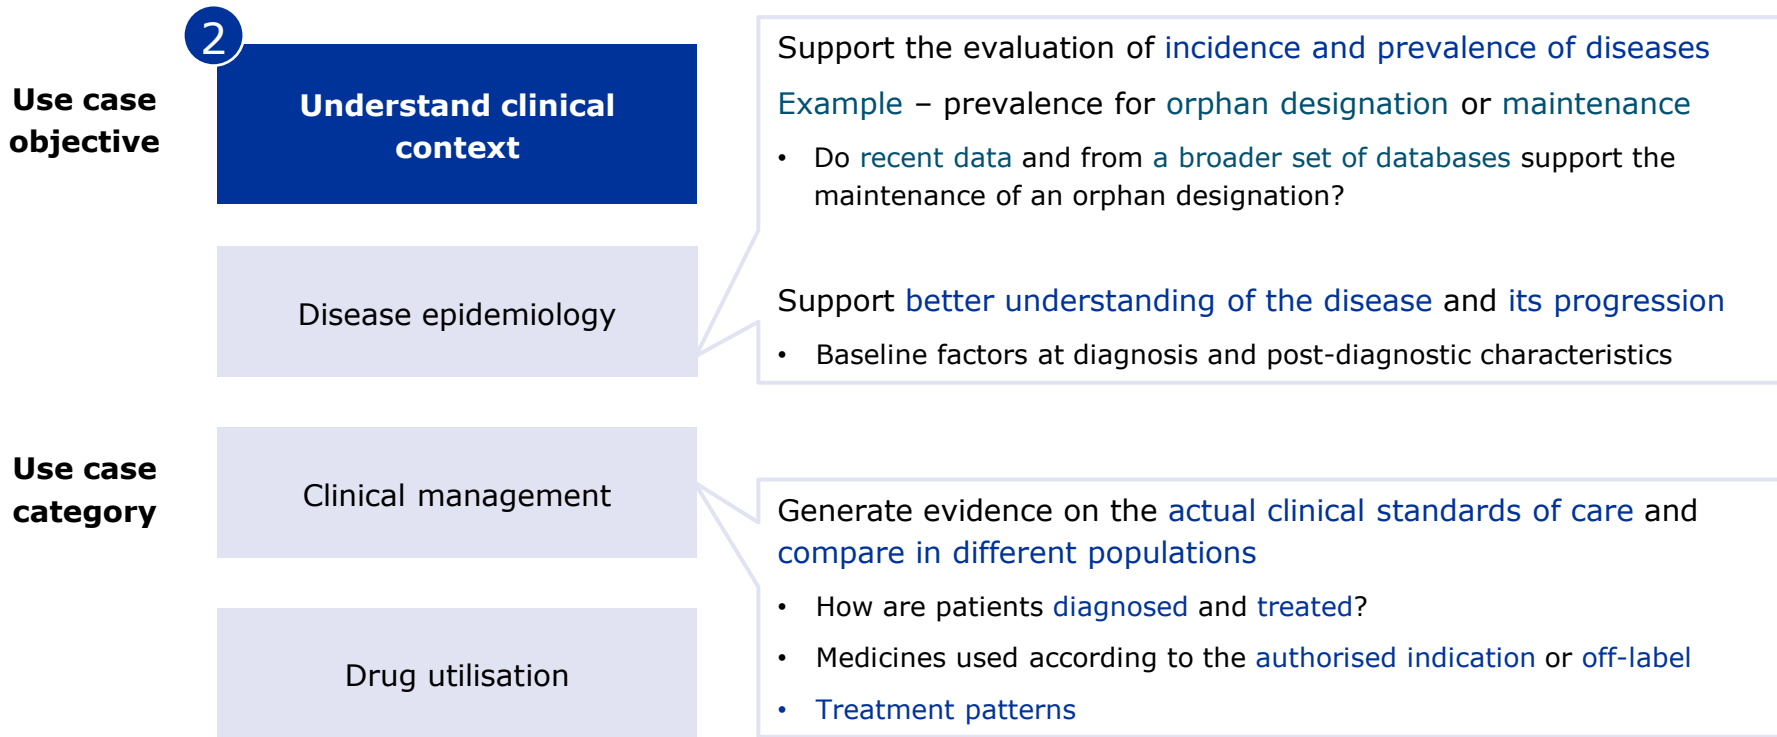 2
Use case
objective
Understand clinical
context
Support the evaluation of incidence and prevalence of diseases
Example – prevalence for orphan designation or maintenance
• Do recent data and from a broader set of databases support the
maintenance of an orphan designation?
Disease epidemiology
Support better understanding of the disease and its progression
• Baseline factors at diagnosis and post-diagnostic characteristics
Use case
category
Clinical management
Generate evidence on the actual clinical standards of care and
compare in different populations
• How are patients diagnosed and treated?
• Medicines used according to the authorised indication or off-label
• Treatment patterns
Drug utilisation